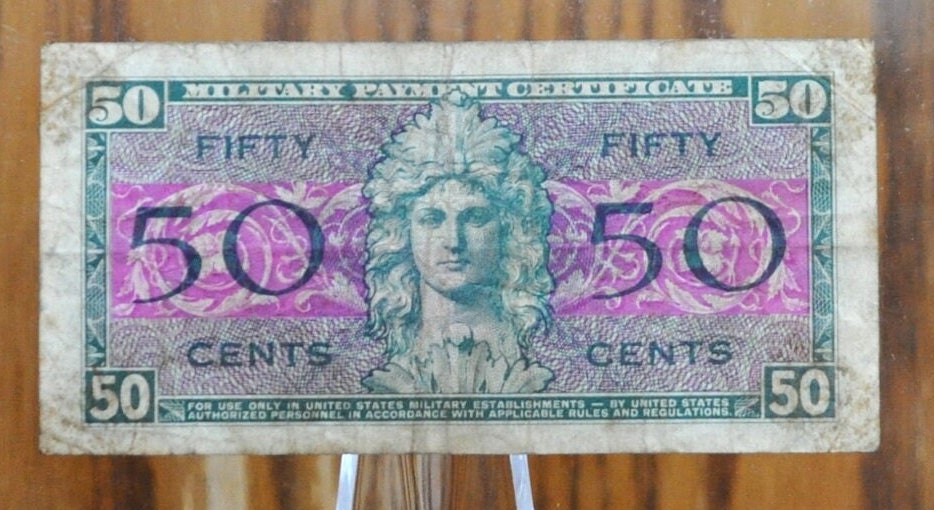 50 MILITARY PAYMENT CERTIFICATE 50
FIFTY FIFTY
50 50
CENTS CENTS
50 FOR USE ONLY IN UNITED STATES MILITARY ESTABLISHMENTS — BY UNITED STATES 50
AUTHORIZED PERSONNEL IN ACCORDANCE WITH APPLICABLE RULES AND REGULATIONS.